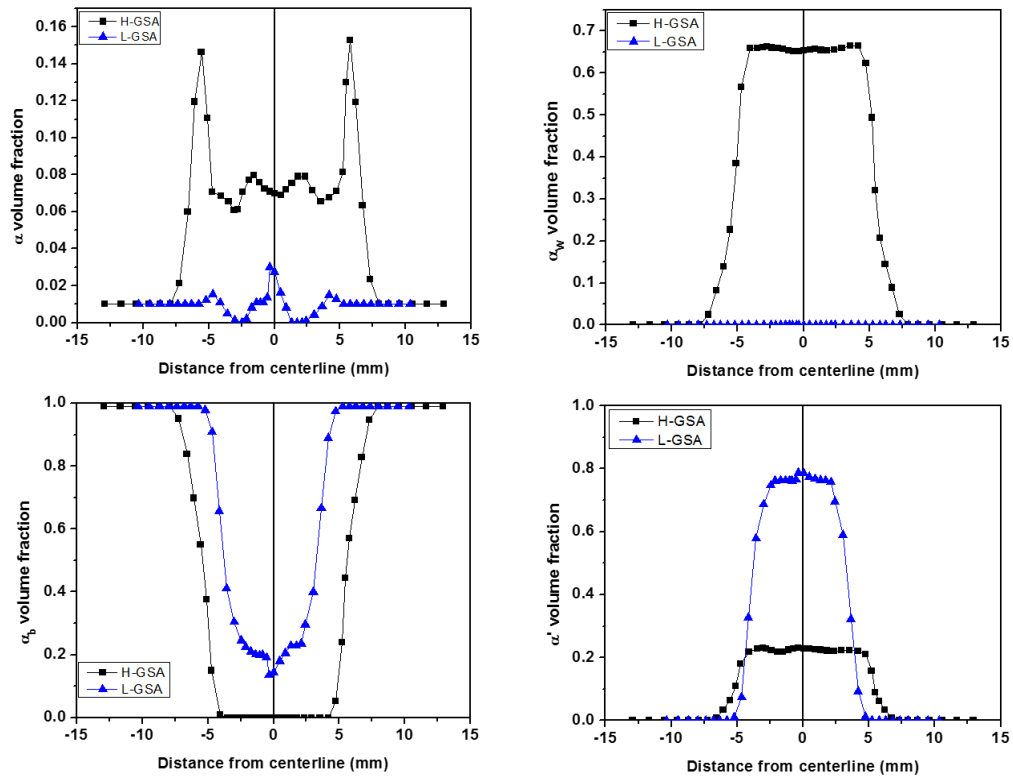 0.16
0.14
0.12
0.10
0.08
0.06
0.04
0.02
0.00
α volume fraction
H-GSA
L-GSA
-15 -10 -5 0 5 10 15
Distance from centerline (mm)
0.7
0.6
0.5
0.4
0.3
0.2
0.1
0.0
αw volume fraction
H-GSA
L-GSA
-15 -10 -5 0 5 10 15
Distance from centerline (mm)
1.0
0.8
0.6
0.4
0.2
0.0
αb volume fraction
H-GSA
L-GSA
-15 -10 -5 0 5 10 15
Distance from centerline (mm)
1.0
0.8
0.6
0.4
0.2
0.0
α' volume fraction
H-GSA
L-GSA
-15 -10 -5 0 5 10 15
Distance from centerline (mm)